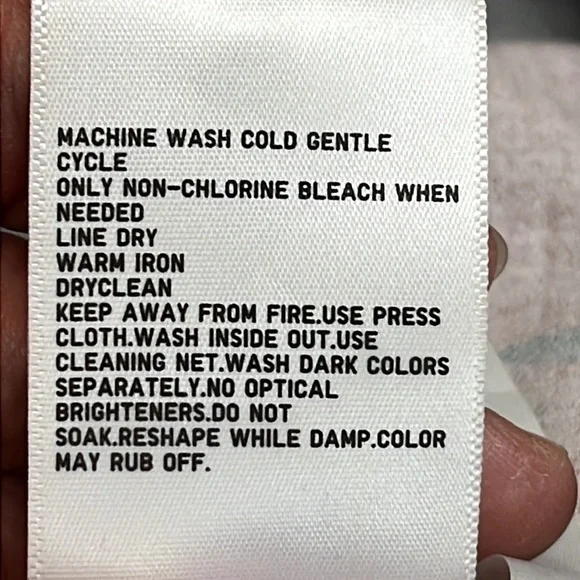 MACHINE WASH COLD GENTLE
CYCLE
ONLY NON-CHLORINE BLEACH WHEN
NEEDED
LINE DRY
WARM IRON
DRYCLEAN
KEEP AWAY FROM FIRE.USE PRESS
CLOTH.WASH INSIDE OUT.USE
CLEANING NET.WASH DARK COLORS
SEPARATELY.NO OPTICAL
BRIGHTENERS.DO NOT
SOAK.RESHAPE WHILE DAMP.COLOR
MAY RUB OFF.